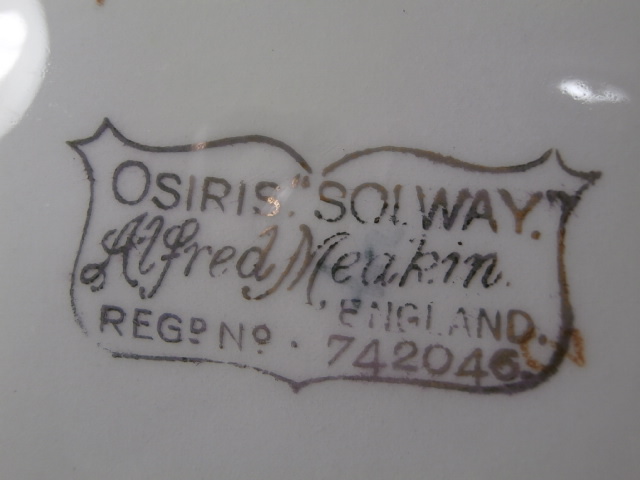 OSIRIS. "SOLWAY."
Alfred Meakin.
ENGLAND.
REGD No. 742046